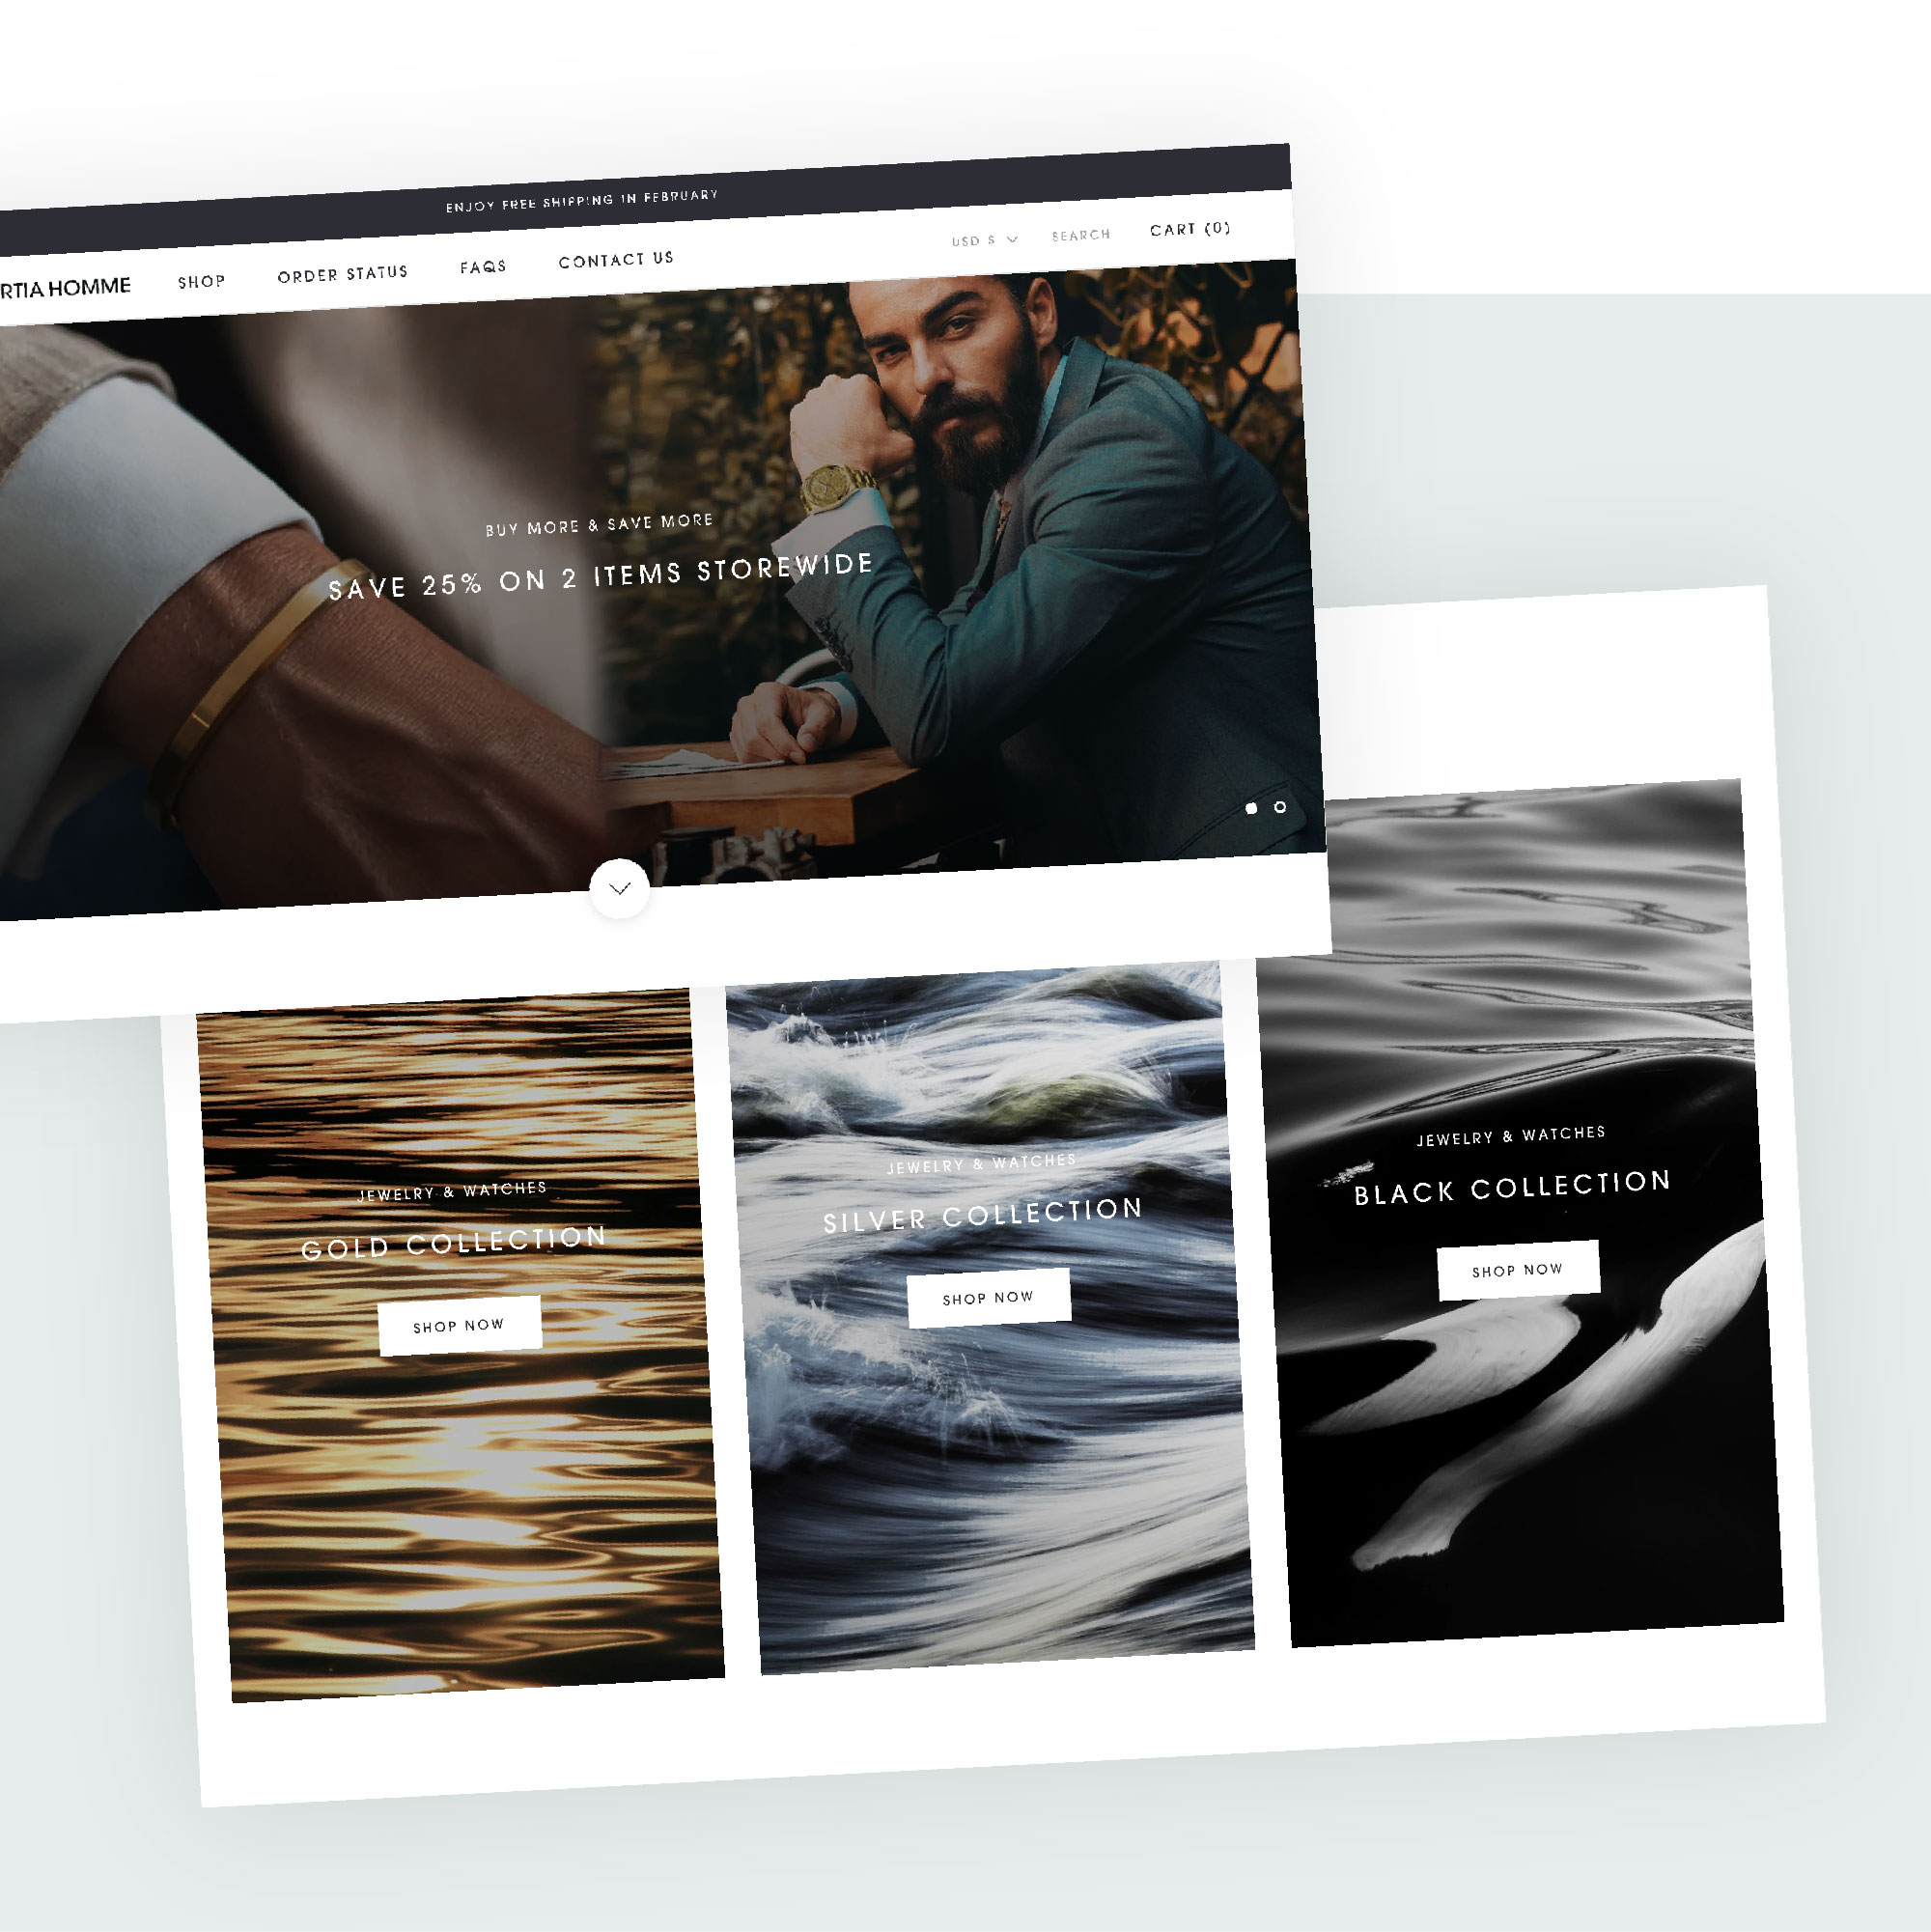 ENJOY FREE SHIPPING IN FEBRUARY
RTIA HOMME SHOP ORDER STATUS FAQS CONTACT US USD $ SEARCH CART (0)
BUY MORE & SAVE MORE
SAVE 25% ON 2 ITEMS STOREWIDE
JEWELRY & WATCHES
GOLD COLLECTION
SHOP NOW
JEWELRY & WATCHES
SILVER COLLECTION
SHOP NOW
JEWELRY & WATCHES
BLACK COLLECTION
SHOP NOW